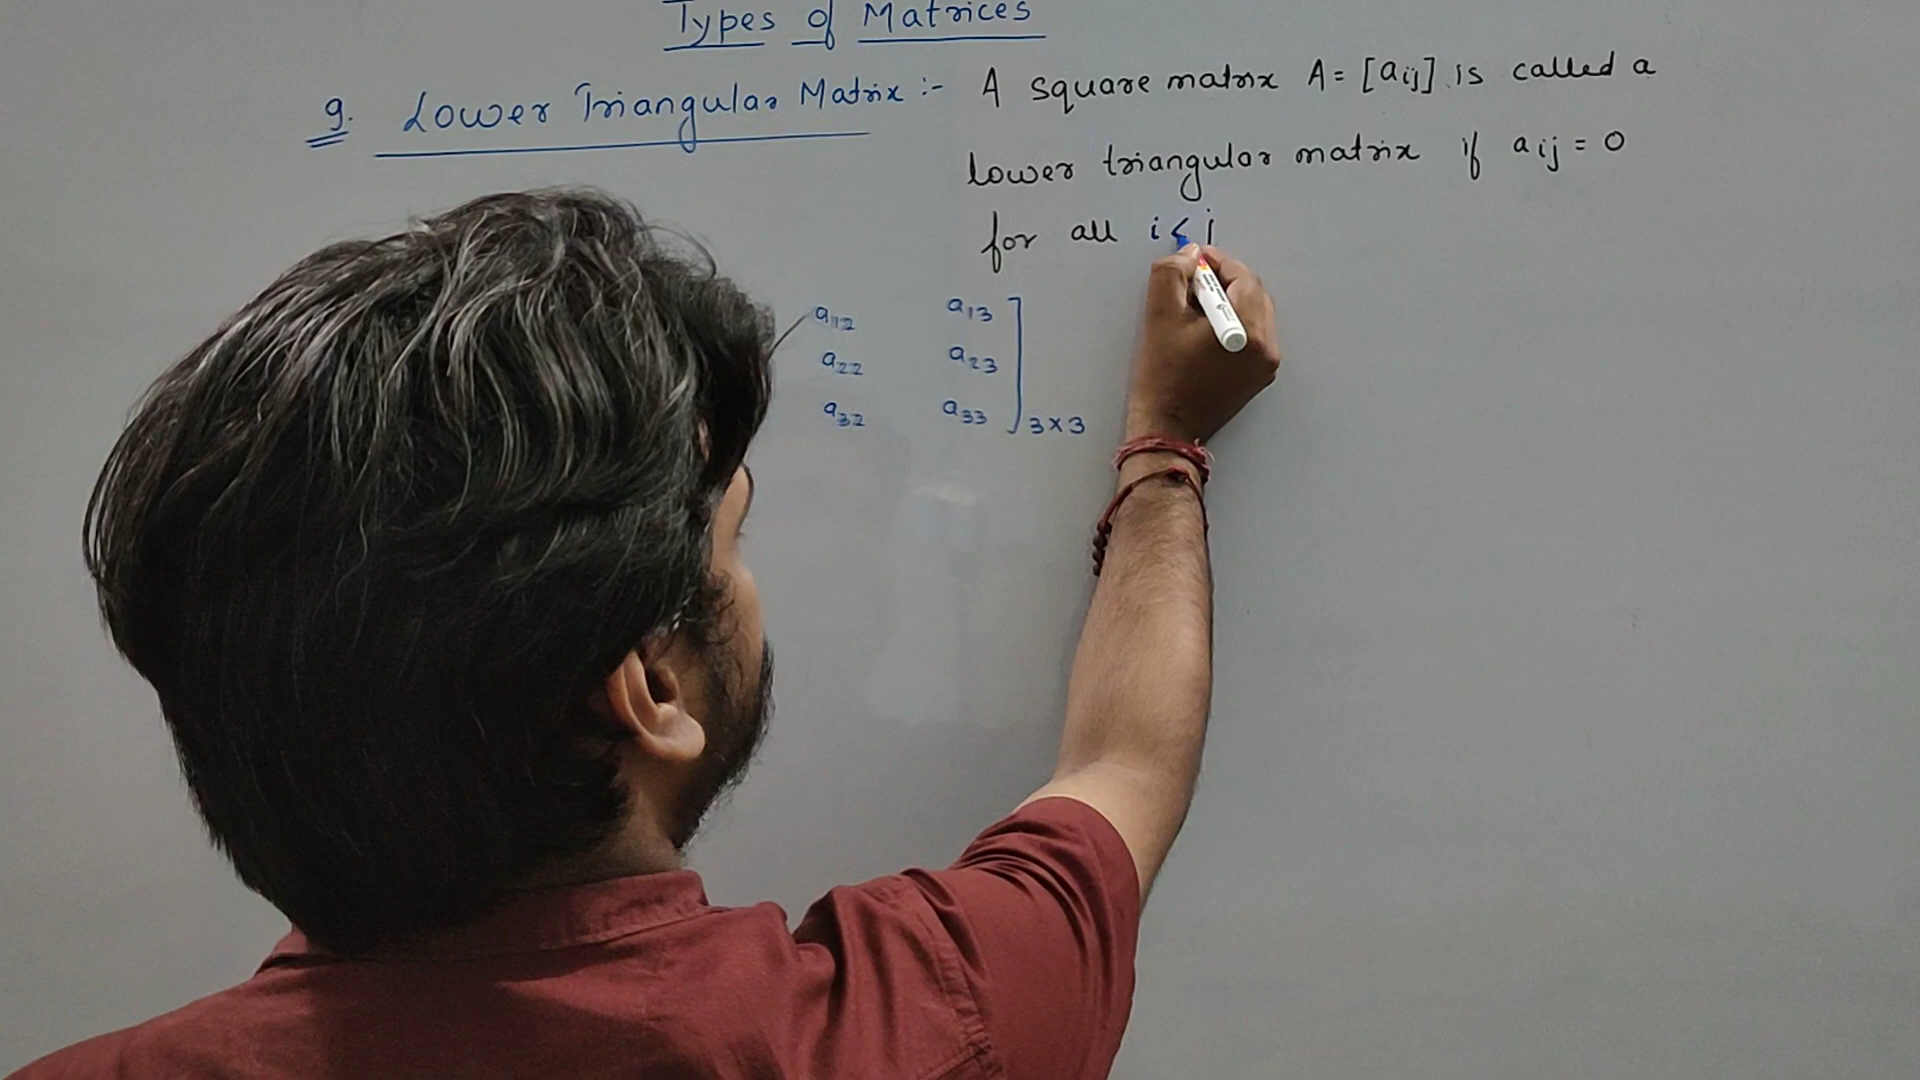 Types of Matrices
9. Lower Triangular Matrix :- A square matrix A = [aij] is called a
lower triangular matrix if aij = 0
for all i < j
a12 a13
a22 a23
a32 a33 3×3